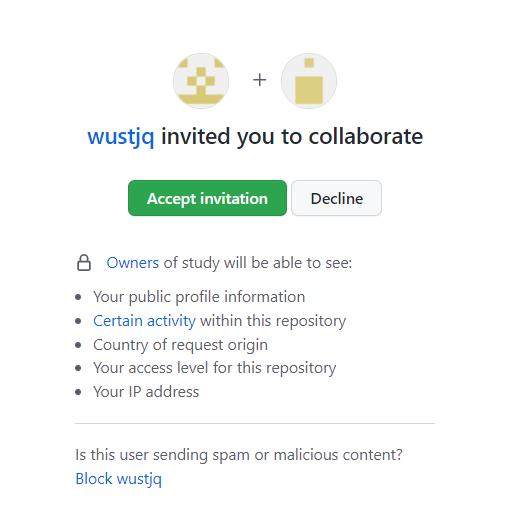 +
wustjq invited you to collaborate
Accept invitation
Decline
Owners of study will be able to see:
Your public profile information
Certain activity within this repository
Country of request origin
Your access level for this repository
Your IP address
Is this user sending spam or malicious content?
Block wustjq